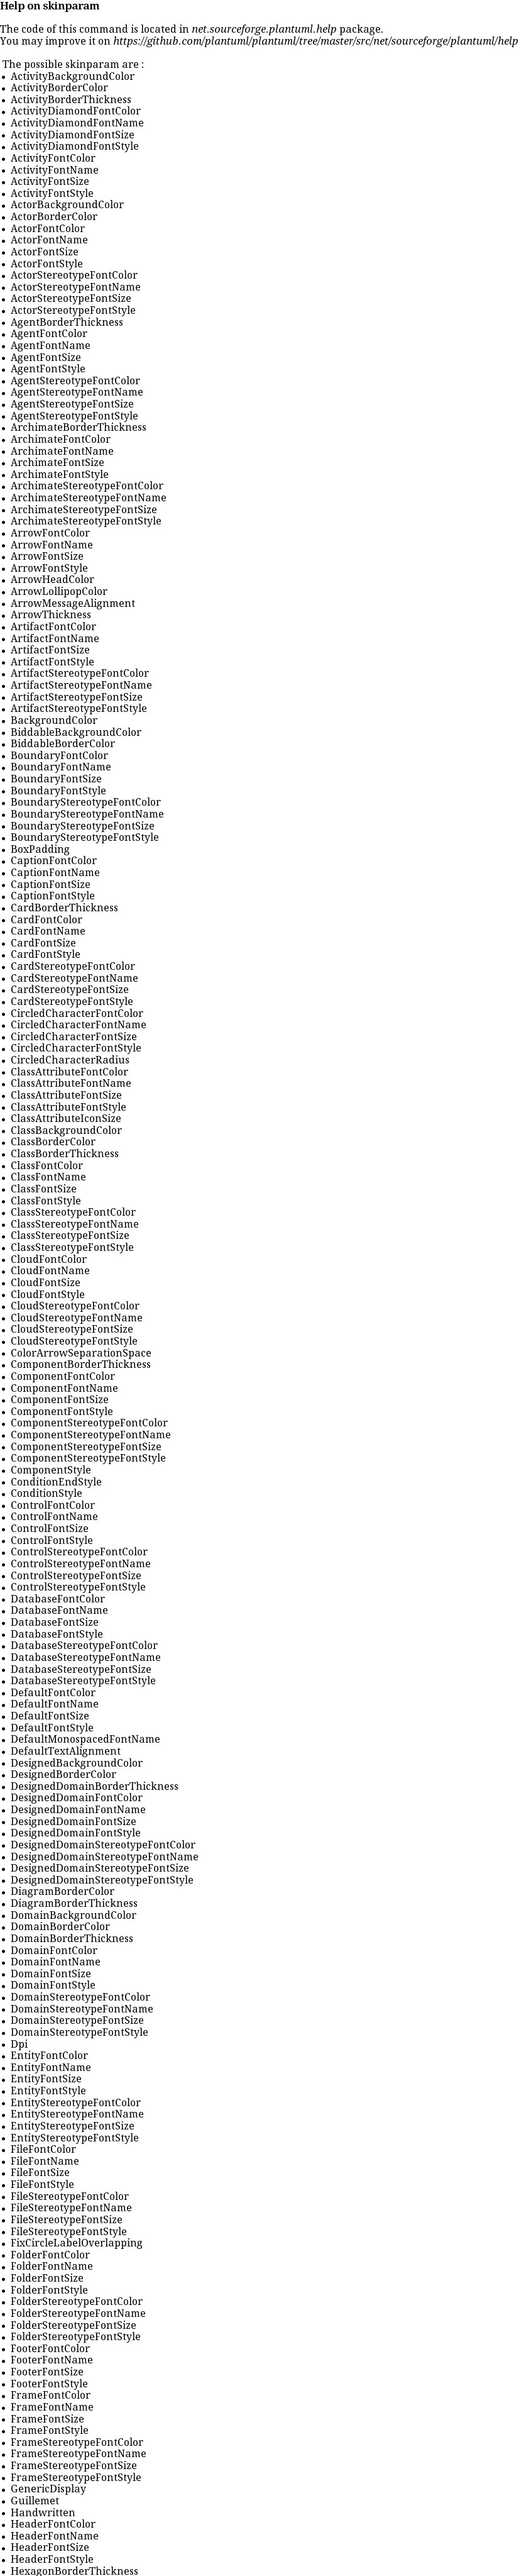 Help on skinparam
The code of this command is located in net.sourceforge.plantuml.help package.
You may improve it on https://github.com/plantuml/plantuml/tree/master/src/net/sourceforge/plantuml/help
The possible skinparam are :
• ActivityBackgroundColor
• ActivityBorderColor
• ActivityBorderThickness
• ActivityDiamondFontColor
• ActivityDiamondFontName
• ActivityDiamondFontSize
• ActivityDiamondFontStyle
• ActivityFontColor
• ActivityFontName
• ActivityFontSize
• ActivityFontStyle
• ActorBackgroundColor
• ActorBorderColor
• ActorFontColor
• ActorFontName
• ActorFontSize
• ActorFontStyle
• ActorStereotypeFontColor
• ActorStereotypeFontName
• ActorStereotypeFontSize
• ActorStereotypeFontStyle
• AgentBorderThickness
• AgentFontColor
• AgentFontName
• AgentFontSize
• AgentFontStyle
• AgentStereotypeFontColor
• AgentStereotypeFontName
• AgentStereotypeFontSize
• AgentStereotypeFontStyle
• ArchimateBorderThickness
• ArchimateFontColor
• ArchimateFontName
• ArchimateFontSize
• ArchimateFontStyle
• ArchimateStereotypeFontColor
• ArchimateStereotypeFontName
• ArchimateStereotypeFontSize
• ArchimateStereotypeFontStyle
• ArrowFontColor
• ArrowFontName
• ArrowFontSize
• ArrowFontStyle
• ArrowHeadColor
• ArrowLollipopColor
• ArrowMessageAlignment
• ArrowThickness
• ArtifactFontColor
• ArtifactFontName
• ArtifactFontSize
• ArtifactFontStyle
• ArtifactStereotypeFontColor
• ArtifactStereotypeFontName
• ArtifactStereotypeFontSize
• ArtifactStereotypeFontStyle
• BackgroundColor
• BiddableBackgroundColor
• BiddableBorderColor
• BoundaryFontColor
• BoundaryFontName
• BoundaryFontSize
• BoundaryFontStyle
• BoundaryStereotypeFontColor
• BoundaryStereotypeFontName
• BoundaryStereotypeFontSize
• BoundaryStereotypeFontStyle
• BoxPadding
• CaptionFontColor
• CaptionFontName
• CaptionFontSize
• CaptionFontStyle
• CardBorderThickness
• CardFontColor
• CardFontName
• CardFontSize
• CardFontStyle
• CardStereotypeFontColor
• CardStereotypeFontName
• CardStereotypeFontSize
• CardStereotypeFontStyle
• CircledCharacterFontColor
• CircledCharacterFontName
• CircledCharacterFontSize
• CircledCharacterFontStyle
• CircledCharacterRadius
• ClassAttributeFontColor
• ClassAttributeFontName
• ClassAttributeFontSize
• ClassAttributeFontStyle
• ClassAttributeIconSize
• ClassBackgroundColor
• ClassBorderColor
• ClassBorderThickness
• ClassFontColor
• ClassFontName
• ClassFontSize
• ClassFontStyle
• ClassStereotypeFontColor
• ClassStereotypeFontName
• ClassStereotypeFontSize
• ClassStereotypeFontStyle
• CloudFontColor
• CloudFontName
• CloudFontSize
• CloudFontStyle
• CloudStereotypeFontColor
• CloudStereotypeFontName
• CloudStereotypeFontSize
• CloudStereotypeFontStyle
• ColorArrowSeparationSpace
• ComponentBorderThickness
• ComponentFontColor
• ComponentFontName
• ComponentFontSize
• ComponentFontStyle
• ComponentStereotypeFontColor
• ComponentStereotypeFontName
• ComponentStereotypeFontSize
• ComponentStereotypeFontStyle
• ComponentStyle
• ConditionEndStyle
• ConditionStyle
• ControlFontColor
• ControlFontName
• ControlFontSize
• ControlFontStyle
• ControlStereotypeFontColor
• ControlStereotypeFontName
• ControlStereotypeFontSize
• ControlStereotypeFontStyle
• DatabaseFontColor
• DatabaseFontName
• DatabaseFontSize
• DatabaseFontStyle
• DatabaseStereotypeFontColor
• DatabaseStereotypeFontName
• DatabaseStereotypeFontSize
• DatabaseStereotypeFontStyle
• DefaultFontColor
• DefaultFontName
• DefaultFontSize
• DefaultFontStyle
• DefaultMonospacedFontName
• DefaultTextAlignment
• DesignedBackgroundColor
• DesignedBorderColor
• DesignedDomainBorderThickness
• DesignedDomainFontColor
• DesignedDomainFontName
• DesignedDomainFontSize
• DesignedDomainFontStyle
• DesignedDomainStereotypeFontColor
• DesignedDomainStereotypeFontName
• DesignedDomainStereotypeFontSize
• DesignedDomainStereotypeFontStyle
• DiagramBorderColor
• DiagramBorderThickness
• DomainBackgroundColor
• DomainBorderColor
• DomainBorderThickness
• DomainFontColor
• DomainFontName
• DomainFontSize
• DomainFontStyle
• DomainStereotypeFontColor
• DomainStereotypeFontName
• DomainStereotypeFontSize
• DomainStereotypeFontStyle
• Dpi
• EntityFontColor
• EntityFontName
• EntityFontSize
• EntityFontStyle
• EntityStereotypeFontColor
• EntityStereotypeFontName
• EntityStereotypeFontSize
• EntityStereotypeFontStyle
• FileFontColor
• FileFontName
• FileFontSize
• FileFontStyle
• FileStereotypeFontColor
• FileStereotypeFontName
• FileStereotypeFontSize
• FileStereotypeFontStyle
• FixCircleLabelOverlapping
• FolderFontColor
• FolderFontName
• FolderFontSize
• FolderFontStyle
• FolderStereotypeFontColor
• FolderStereotypeFontName
• FolderStereotypeFontSize
• FolderStereotypeFontStyle
• FooterFontColor
• FooterFontName
• FooterFontSize
• FooterFontStyle
• FrameFontColor
• FrameFontName
• FrameFontSize
• FrameFontStyle
• FrameStereotypeFontColor
• FrameStereotypeFontName
• FrameStereotypeFontSize
• FrameStereotypeFontStyle
• GenericDisplay
• Guillemet
• Handwritten
• HeaderFontColor
• HeaderFontName
• HeaderFontSize
• HeaderFontStyle
• HexagonBorderThickness